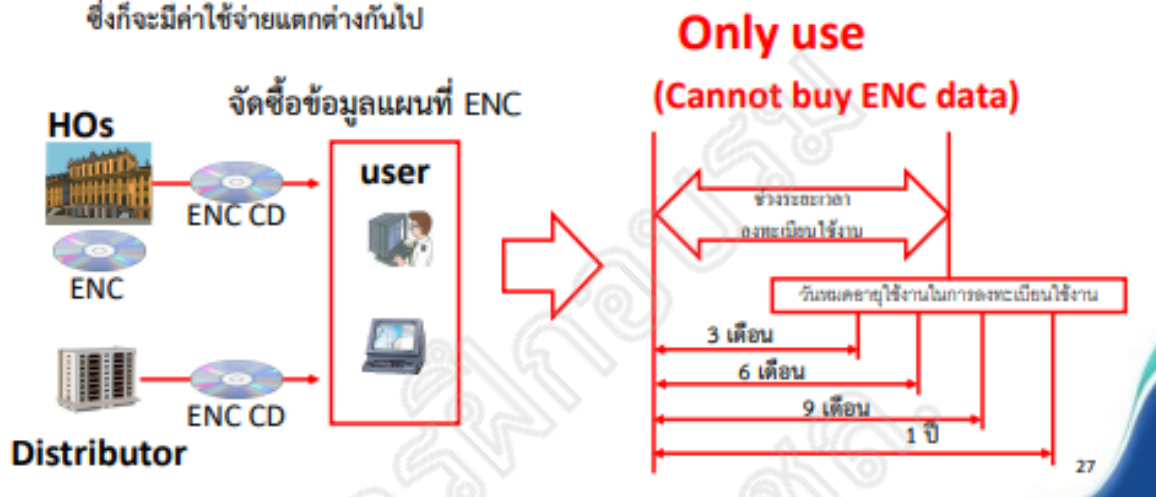 ซึ่งก็จะมีค่าใช้จ่ายแตกต่างกันไป
Only use
(Cannot buy ENC data)
จัดซื้อข้อมูลแผนที่ ENC
HOs
user
ENC CD
ENC
ช่วงระยะเวลา
ลงทะเบียนใช้งาน
วันหมดอายุใช้งานในการลงทะเบียนใช้งาน
3 เดือน
6 เดือน
9 เดือน
1 ปี
ENC CD
Distributor
27